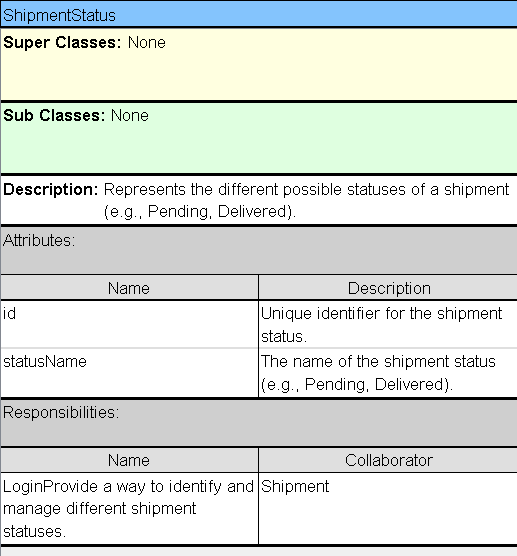 ShipmentStatus
Super Classes: None
Sub Classes: None
Description: Represents the different possible statuses of a shipment
(e.g., Pending, Delivered).
Attributes:
Name Description
id Unique identifier for the shipment
status.
statusName The name of the shipment status
(e.g., Pending, Delivered).
Responsibilities:
Name Collaborator
LoginProvide a way to identify and Shipment
manage different shipment
statuses.